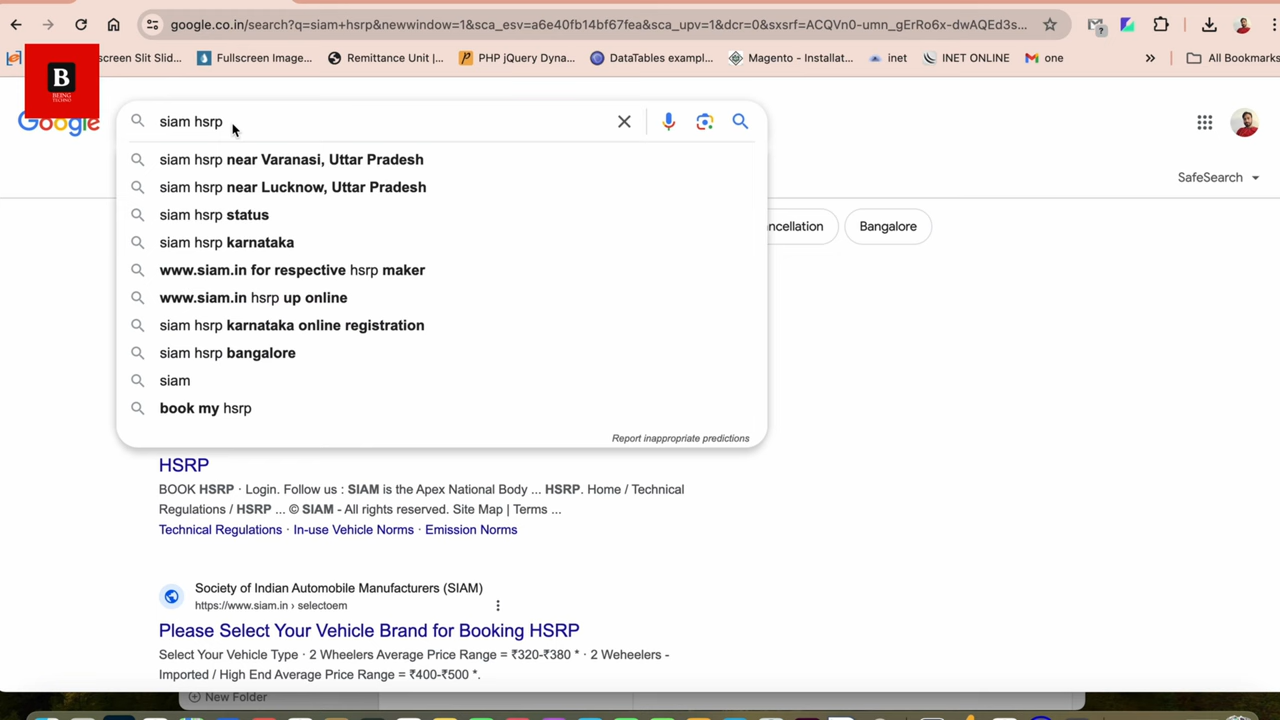 google.co.in/search?q=siam+hsrp&newwindow=1&sca_esv=a6e40fb14bf67fea&sca_upv=1&dcr=0&sxsrf=ACQVn0-umn_gErRo6x-dwAQEd3s...
screen Slit Slid...
Fullscreen Image...
Remittance Unit |...
PHP jQuery Dyna...
DataTables exampl...
Magento - Installat...
inet
INET ONLINE
one
All Bookmarks
B
BEING
TECHNO
Google
siam hsrp
SafeSearch
siam hsrp near Varanasi, Uttar Pradesh
siam hsrp near Lucknow, Uttar Pradesh
siam hsrp status
siam hsrp karnataka
www.siam.in for respective hsrp maker
www.siam.in hsrp up online
siam hsrp karnataka online registration
siam hsrp bangalore
siam
book my hsrp
Report inappropriate predictions
ncellation
Bangalore
HSRP
BOOK HSRP · Login. Follow us : SIAM is the Apex National Body ... HSRP. Home / Technical
Regulations / HSRP ... © SIAM - All rights reserved. Site Map | Terms ...
Technical Regulations · In-use Vehicle Norms · Emission Norms
Society of Indian Automobile Manufacturers (SIAM)
https://www.siam.in › selectoem
Please Select Your Vehicle Brand for Booking HSRP
Select Your Vehicle Type · 2 Wheelers Average Price Range = ₹320-₹380 * · 2 Weheelers -
Imported / High End Average Price Range = ₹400-₹500 *.
New Folder